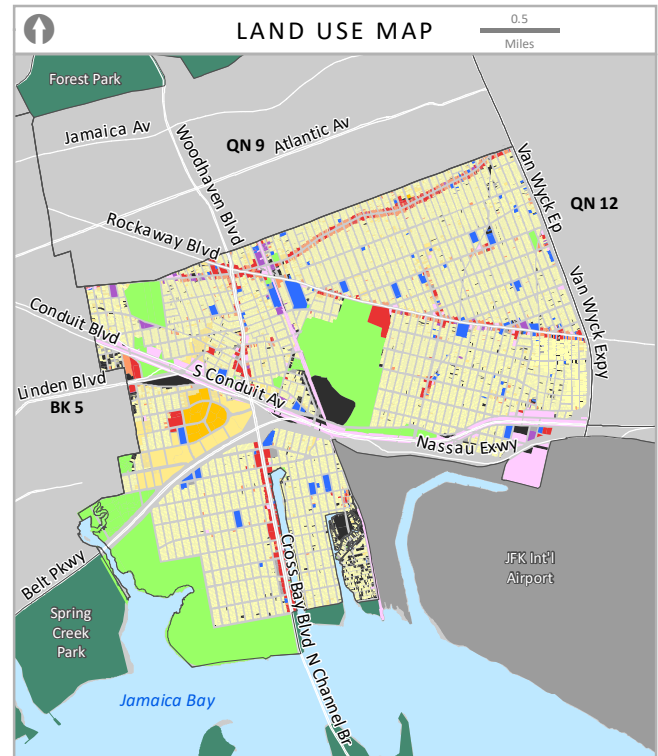 LAND USE MAP
0.5
Miles
Forest Park
Jamaica Av
Woodhaven Blvd
QN 9
Atlantic Av
Van Wyck Ep
QN 12
Rockaway Blvd
Van Wyck Expy
Conduit Blvd
S Conduit Av
Linden Blvd
BK 5
Nassau Exwy
Cross Bay Blvd
JFK Int'l
Airport
Belt Pkwy
Spring
Creek
Park
N Channel Br
Jamaica Bay